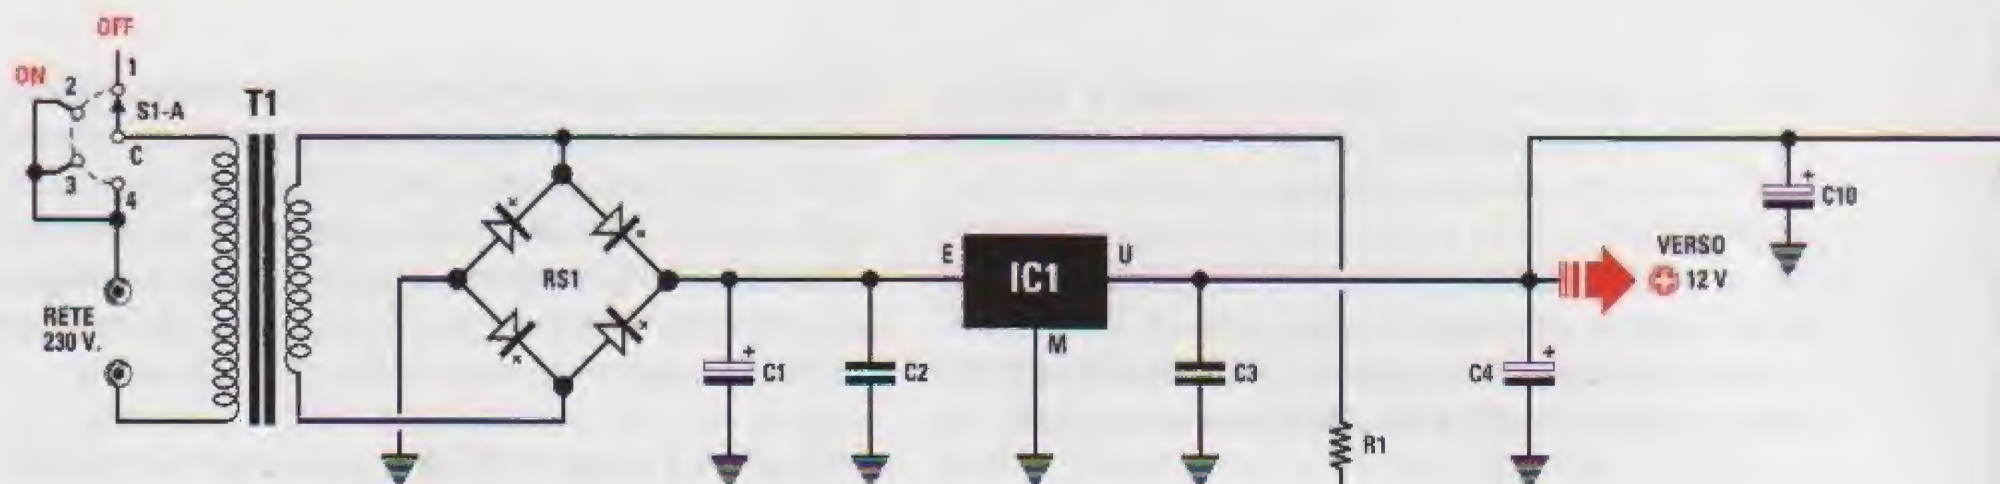 OFF
ON
2
1
S1-A
T1
C
3
4
RETE
230 V.
RS1
E
IC1
U
M
C1
+
C2
C3
R1
C4
+
VERSO
+ 12 V
C10
+